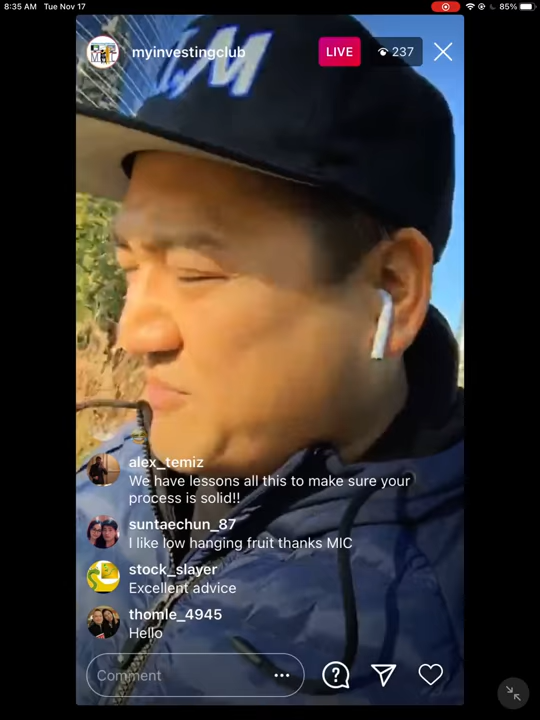 8:35 AM Tue Nov 17
85%
myinvestingclub
LIVE
237
M
alex_temiz
We have lessons all this to make sure your
process is solid!!
suntaechun_87
I like low hanging fruit thanks MIC
stock_slayer
Excellent advice
thomle_4945
Hello
Comment